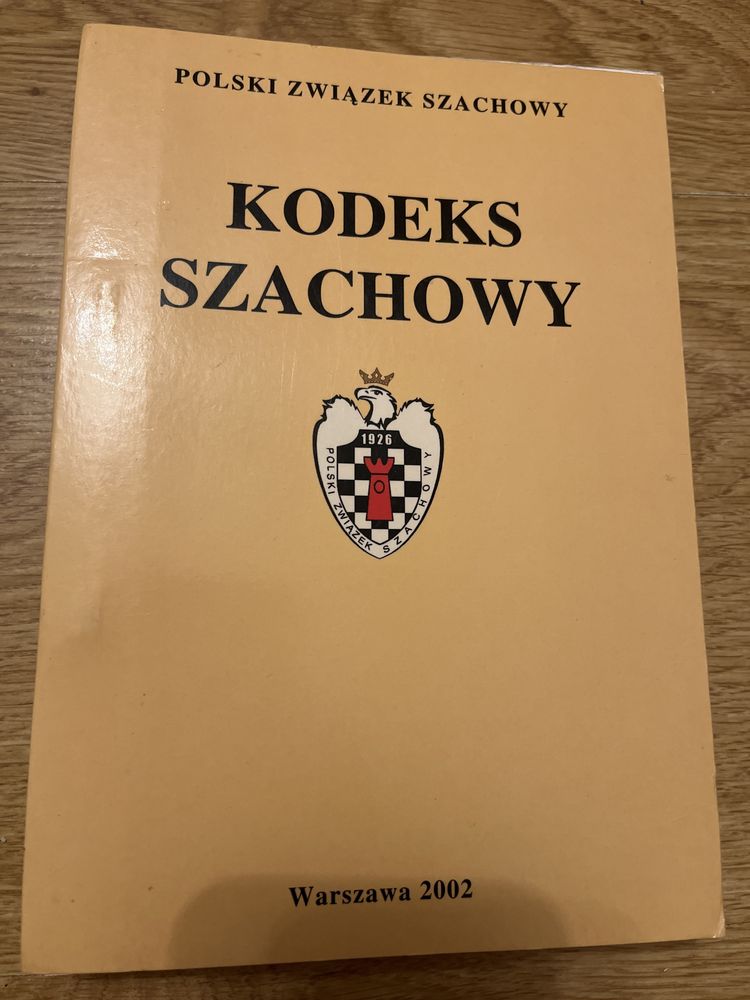 POLSKI ZWIĄZEK SZACHOWY
KODEKS
SZACHOWY
1926
POLSKI ZWIĄZEK SZACHOWY
Warszawa 2002